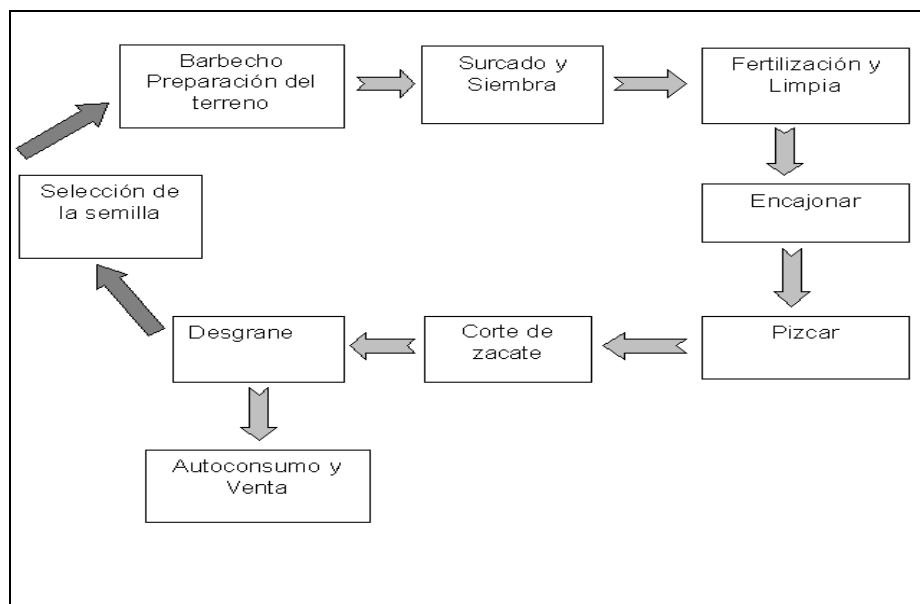 Barbecho
Preparación del
terreno
Surcado y
Siembra
Fertilización y
Limpia
Selección de
la semilla
Encajonar
Desgrane
Corte de
zacate
Pizcar
Autoconsumo y
Venta